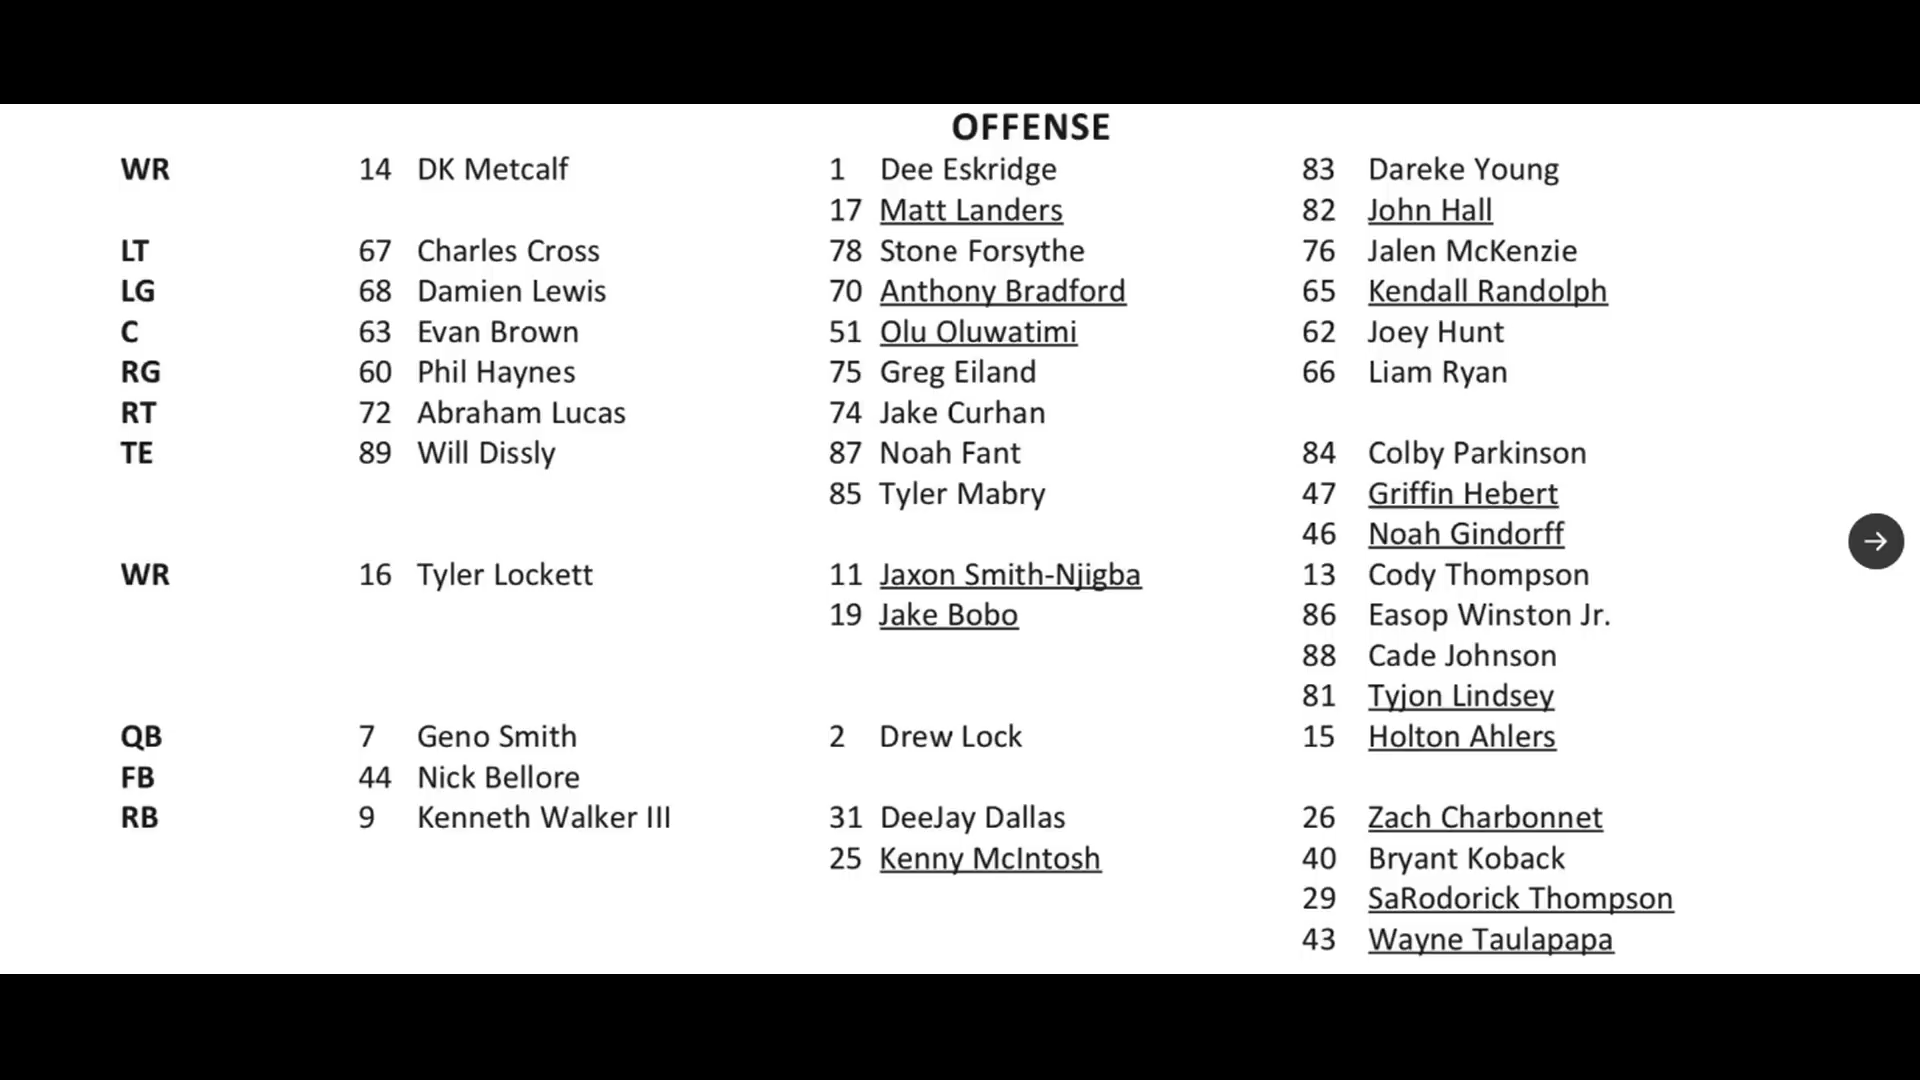 OFFENSE
WR 14 DK Metcalf 1 Dee Eskridge 83 Dareke Young
17 Matt Landers 82 John Hall
LT 67 Charles Cross 78 Stone Forsythe 76 Jalen McKenzie
LG 68 Damien Lewis 70 Anthony Bradford 65 Kendall Randolph
C 63 Evan Brown 51 Olu Oluwatimi 62 Joey Hunt
RG 60 Phil Haynes 75 Greg Eiland 66 Liam Ryan
RT 72 Abraham Lucas 74 Jake Curhan
TE 89 Will Dissly 87 Noah Fant 84 Colby Parkinson
85 Tyler Mabry 47 Griffin Hebert
46 Noah Gindorff
WR 16 Tyler Lockett 11 Jaxon Smith-Njigba 13 Cody Thompson
19 Jake Bobo 86 Easop Winston Jr.
88 Cade Johnson
81 Tyjon Lindsey
QB 7 Geno Smith 2 Drew Lock 15 Holton Ahlers
FB 44 Nick Bellore
RB 9 Kenneth Walker III 31 DeeJay Dallas 26 Zach Charbonnet
25 Kenny McIntosh 40 Bryant Koback
29 SaRodorick Thompson
43 Wayne Taulapapa